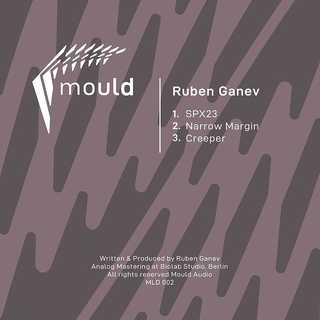 mould
Ruben Ganev
1. SPX23
2. Narrow Margin
3. Creeper
Written & Produced by Ruben Ganev
Analog Mastering at Biolab Studio, Berlin
All rights reserved Mould Audio
MLD 002